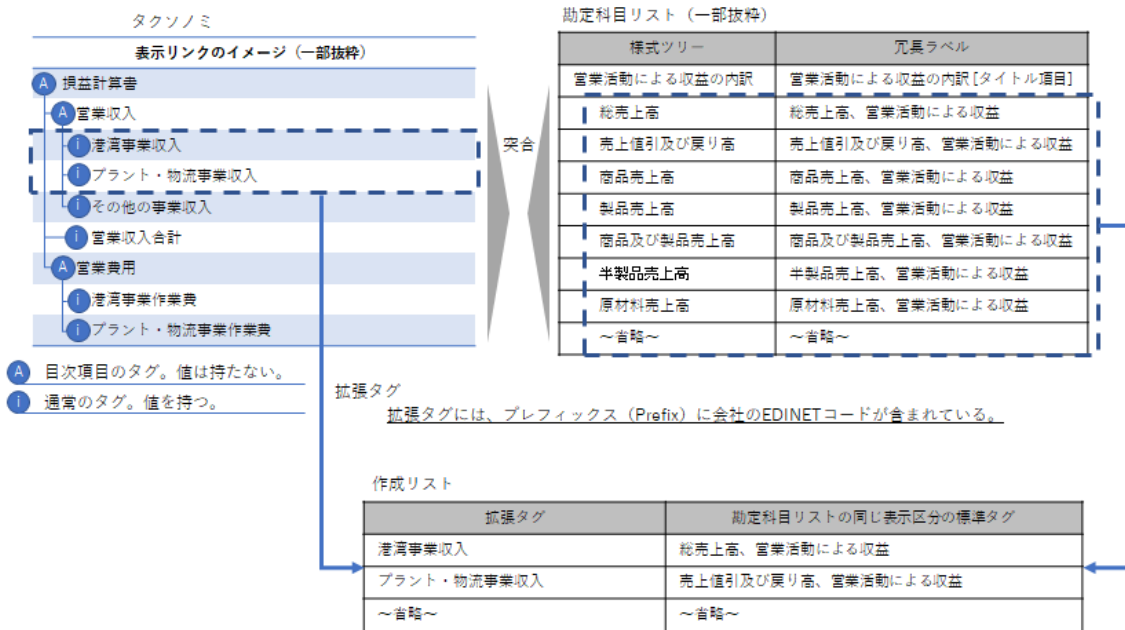 タクソノミ
表示リンクのイメージ（一部抜粋）
A 損益計算書
A 営業収入
i 港湾事業収入
i プラント・物流事業収入
i その他の事業収入
i 営業収入合計
A 営業費用
i 港湾事業作業費
i プラント・物流事業作業費
A 目次項目のタグ。値は持たない。
i 通常のタグ。値を持つ。
突合
勘定科目リスト（一部抜粋）
様式ツリー 冗長ラベル
営業活動による収益の内訳 営業活動による収益の内訳[タイトル項目]
総売上高 総売上高、営業活動による収益
売上値引及び戻り高 売上値引及び戻り高、営業活動による収益
商品売上高 商品売上高、営業活動による収益
製品売上高 製品売上高、営業活動による収益
商品及び製品売上高 商品及び製品売上高、営業活動による収益
半製品売上高 半製品売上高、営業活動による収益
原材料売上高 原材料売上高、営業活動による収益
～省略～ ～省略～
拡張タグ
拡張タグには、プレフィックス（Prefix）に会社のEDINETコードが含まれている。
作成リスト
拡張タグ 勘定科目リストの同じ表示区分の標準タグ
港湾事業収入 総売上高、営業活動による収益
プラント・物流事業収入 売上値引及び戻り高、営業活動による収益
～省略～ ～省略～